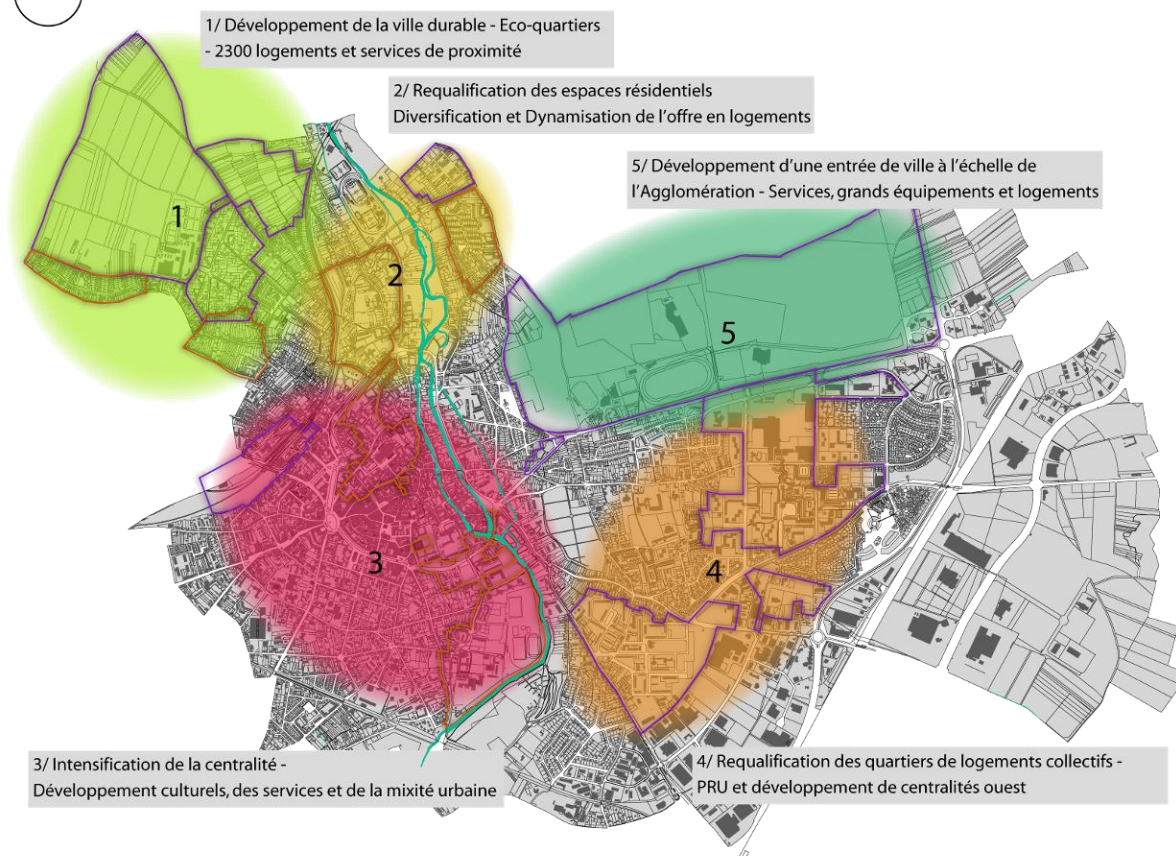 1/ Développement de la ville durable - Eco-quartiers
- 2300 logements et services de proximité
2/ Requalification des espaces résidentiels
Diversification et Dynamisation de l'offre en logements
5/ Développement d'une entrée de ville à l'échelle de
l'Agglomération - Services, grands équipements et logements
1
2
5
3
4
3/ Intensification de la centralité -
Développement culturels, des services et de la mixité urbaine
4/ Requalification des quartiers de logements collectifs -
PRU et développement de centralités ouest